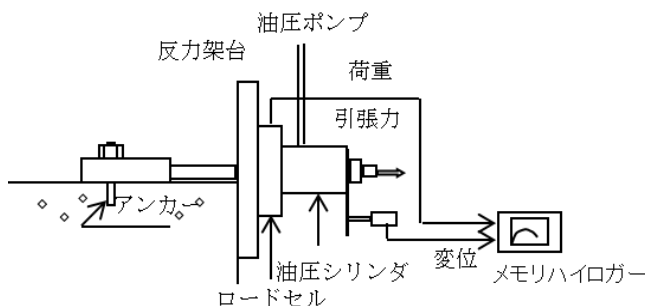 油圧ポンプ
反力架台
荷重
引張力
アンカー
変位
油圧シリンダ
メモリハイロガー
ロードセル